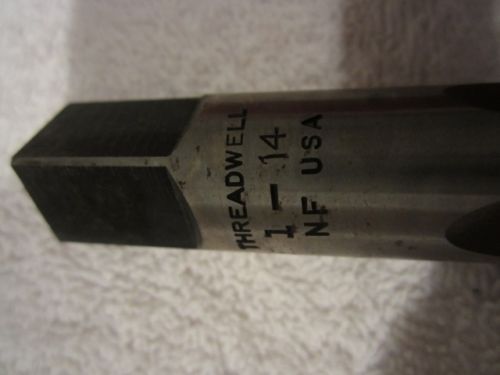 THREADWELL
1 - 14
NF USA